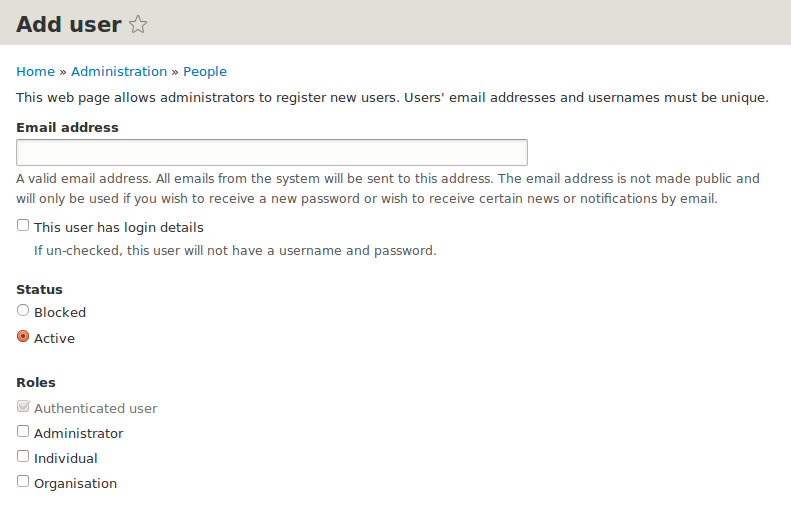 Add user
Home » Administration » People
This web page allows administrators to register new users. Users' email addresses and usernames must be unique.
Email address
A valid email address. All emails from the system will be sent to this address. The email address is not made public and
will only be used if you wish to receive a new password or wish to receive certain news or notifications by email.
This user has login details
If un-checked, this user will not have a username and password.
Status
Blocked
Active
Roles
Authenticated user
Administrator
Individual
Organisation